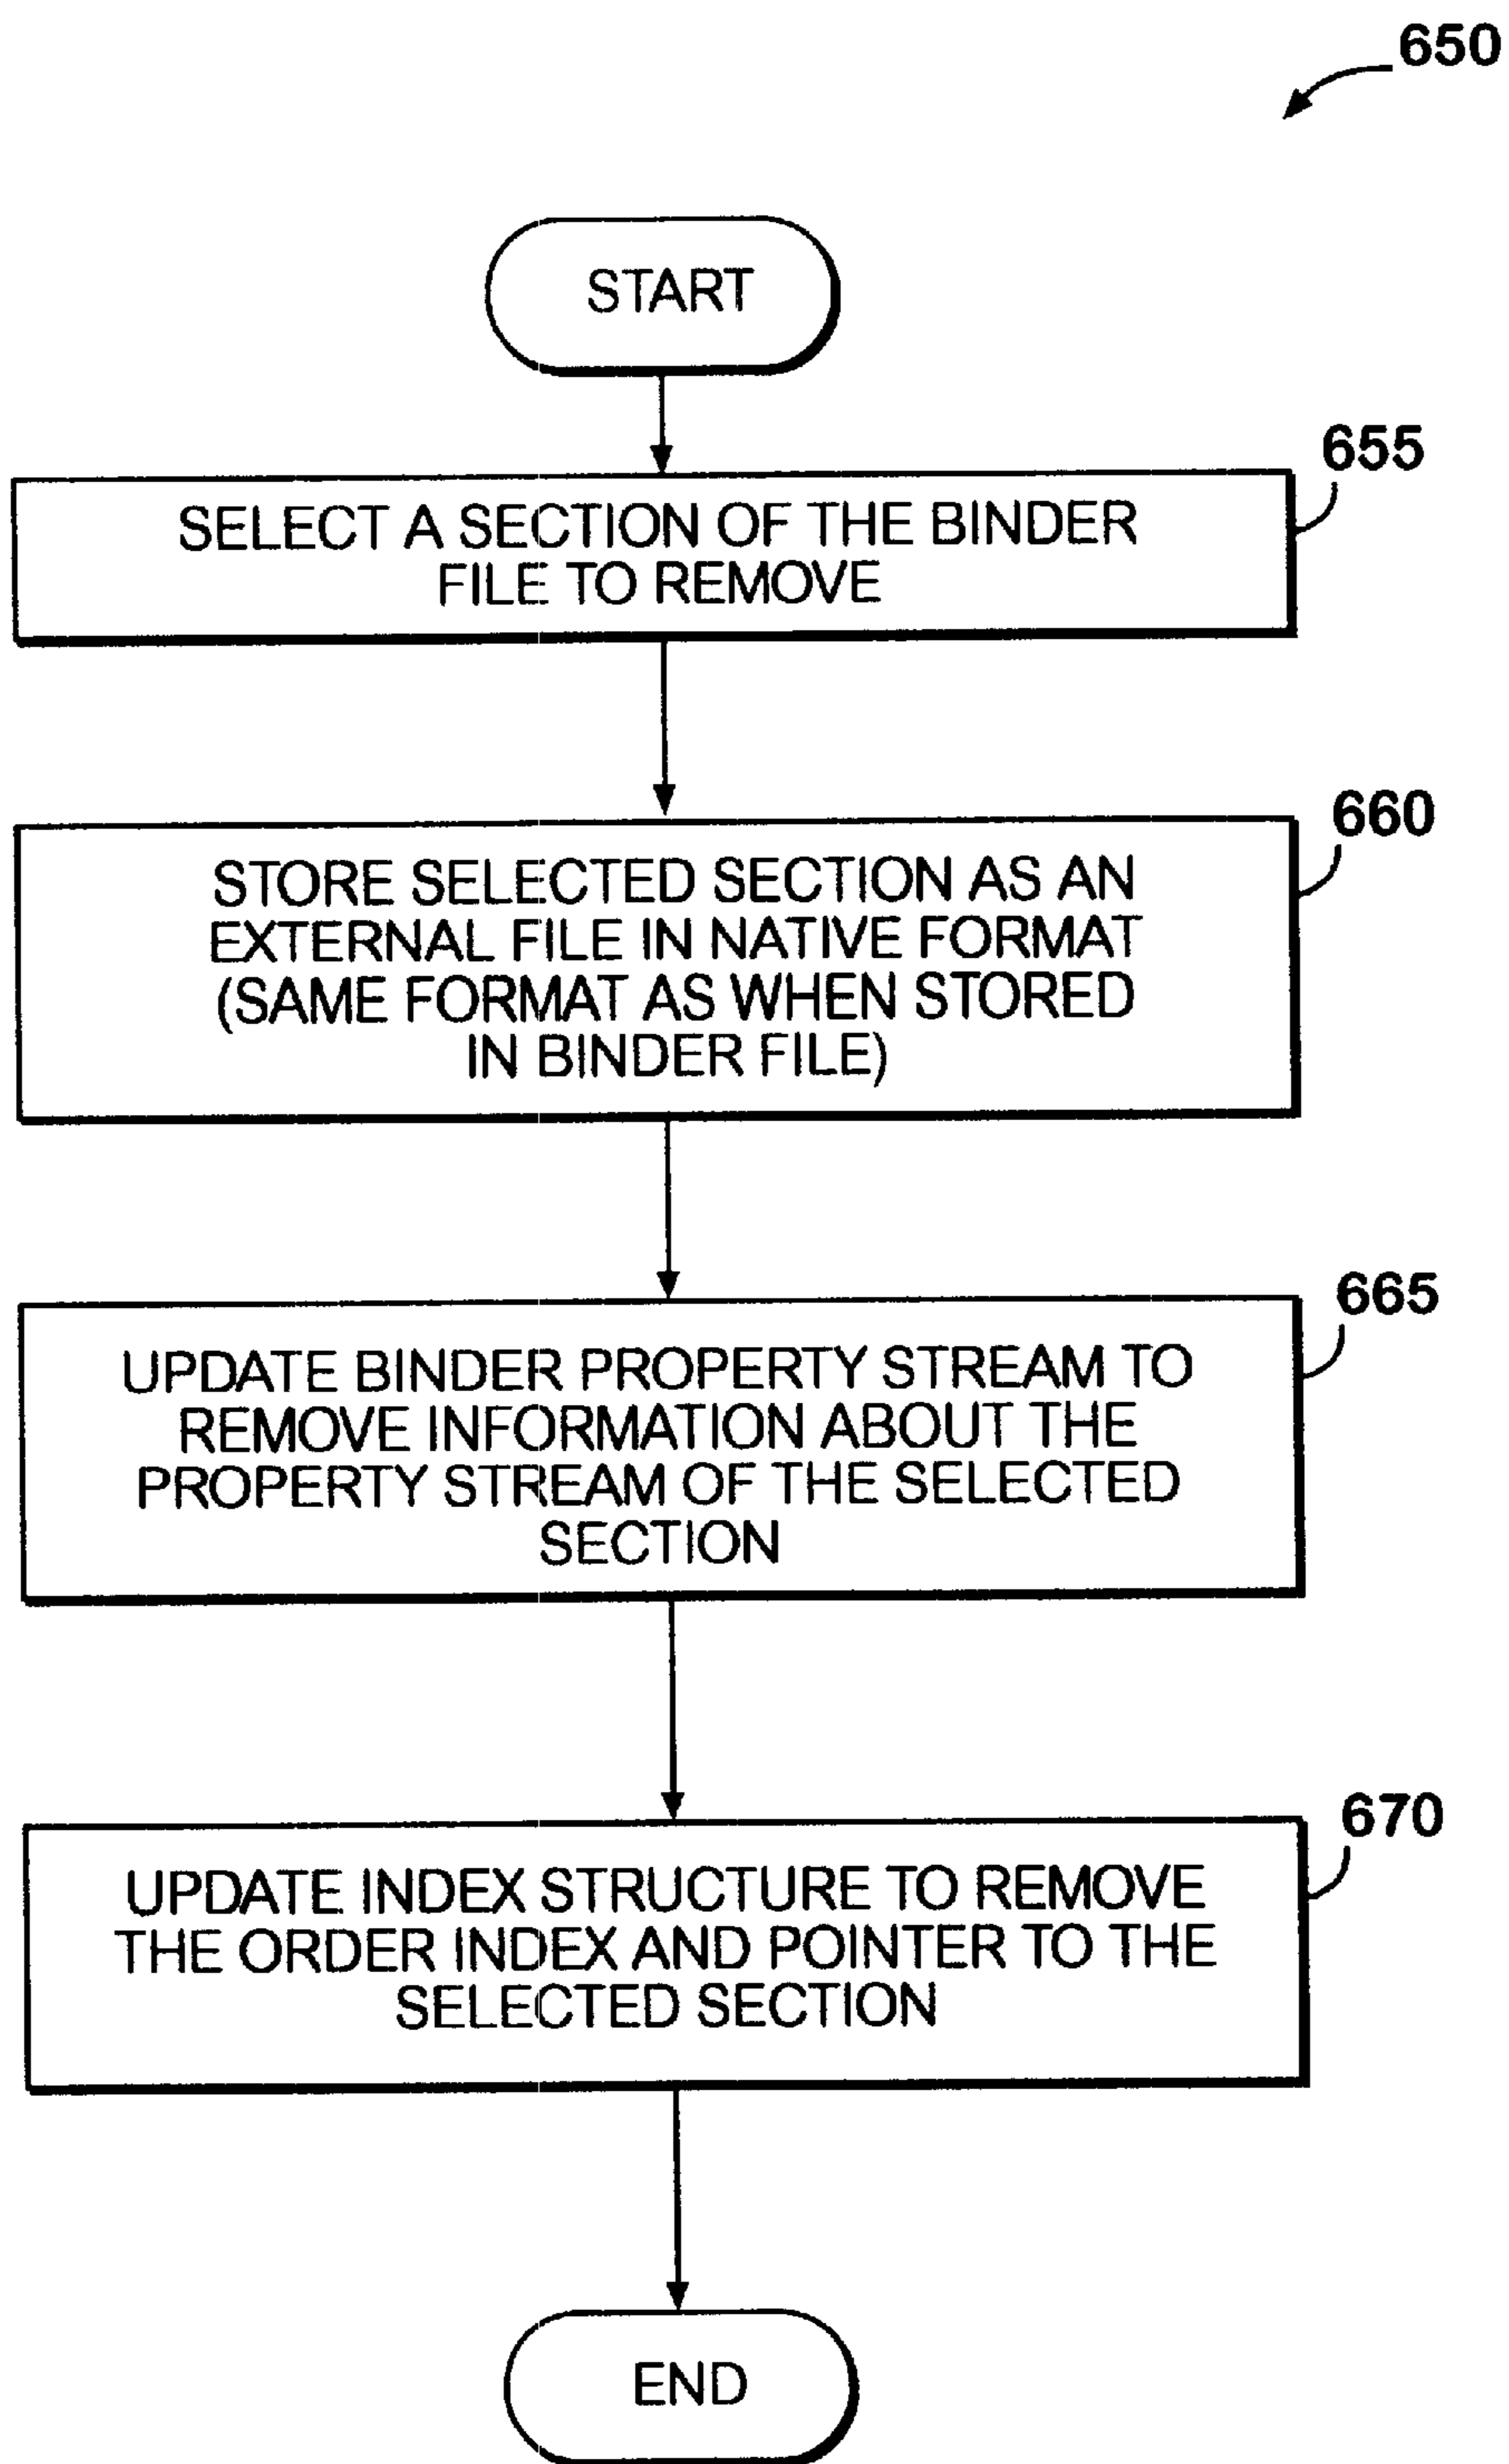 650
START
655
SELECT A SECTION OF THE BINDER
FILE TO REMOVE
660
STORE SELECTED SECTION AS AN
EXTERNAL FILE IN NATIVE FORMAT
(SAME FORMAT AS WHEN STORED
IN BINDER FILE)
665
UPDATE BINDER PROPERTY STREAM TO
REMOVE INFORMATION ABOUT THE
PROPERTY STREAM OF THE SELECTED
SECTION
670
UPDATE INDEX STRUCTURE TO REMOVE
THE ORDER INDEX AND POINTER TO THE
SELECTED SECTION
END